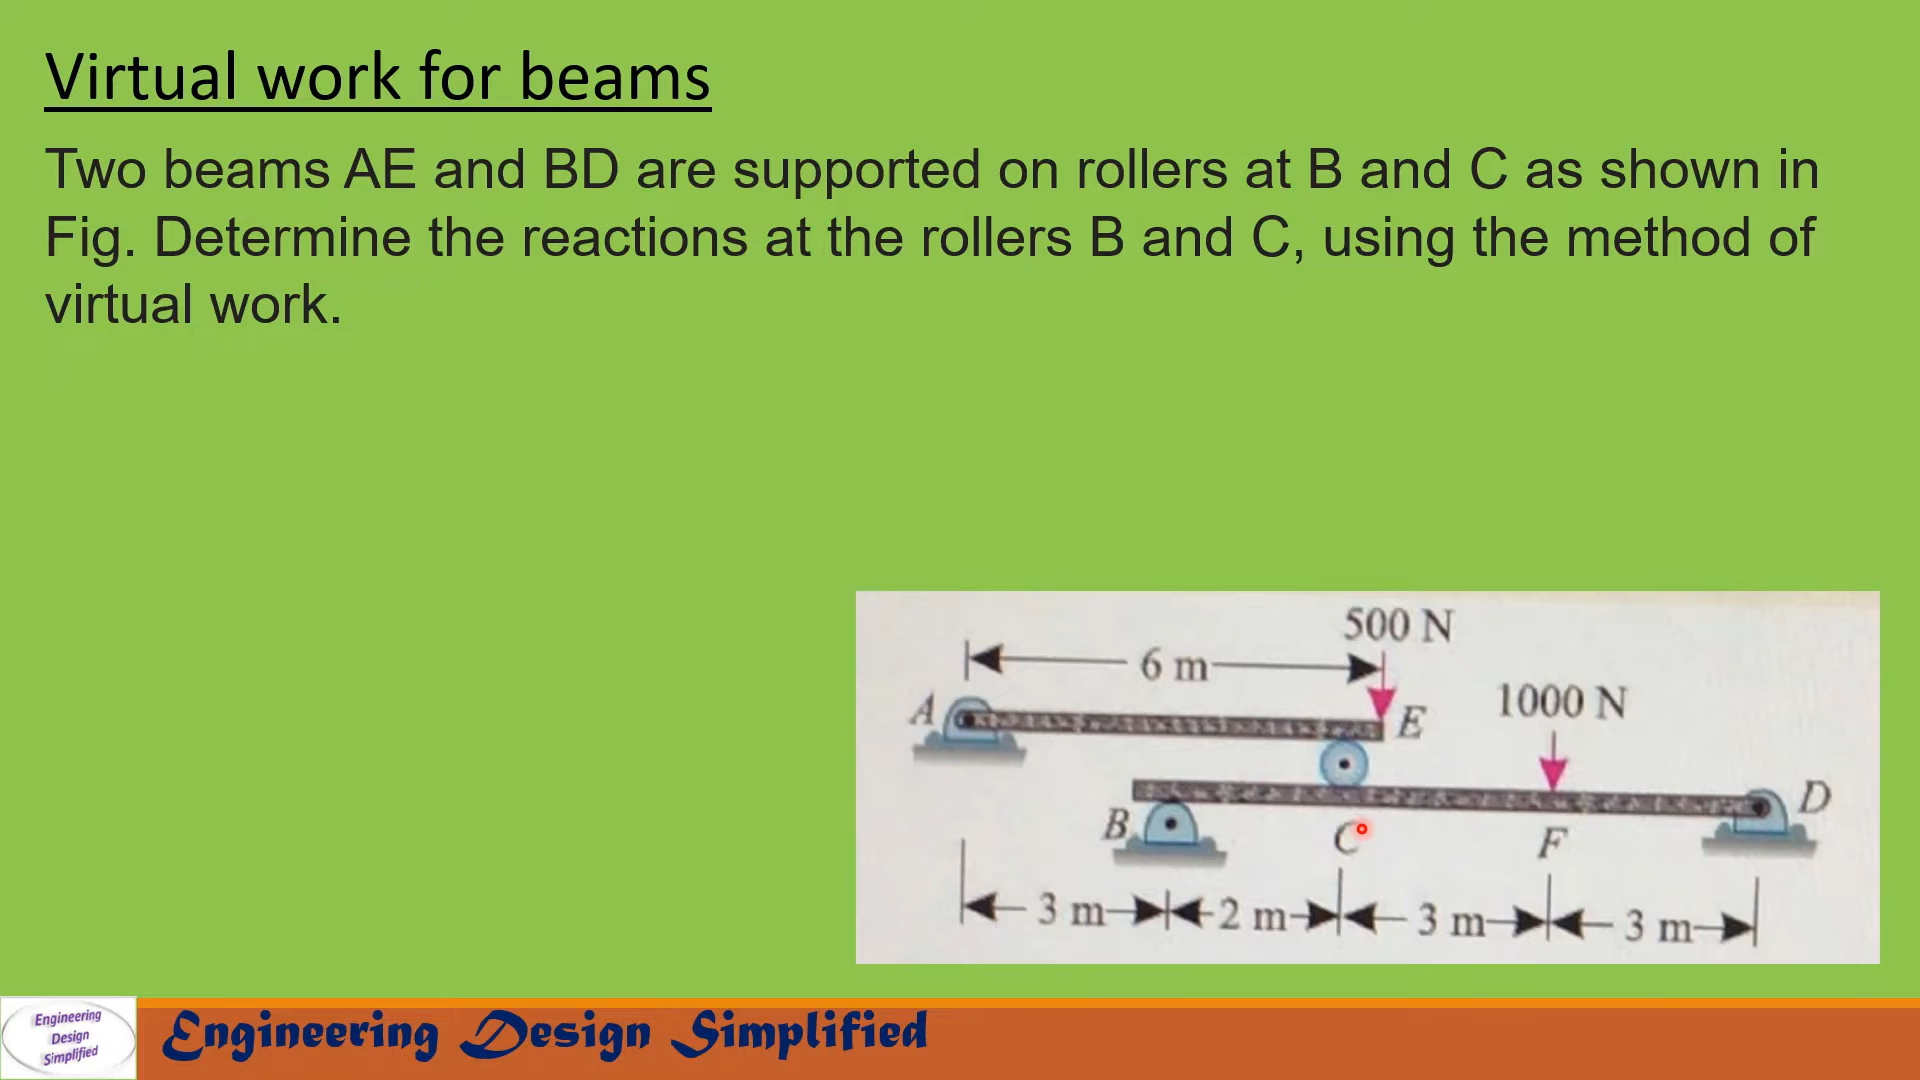 Virtual work for beams
Two beams AE and BD are supported on rollers at B and C as shown in
Fig. Determine the reactions at the rollers B and C, using the method of
virtual work.
500 N
6 m
1000 N
A
E
D
B
C
F
3 m
2 m
3 m
3 m
Engineering
Design
Simplified
Engineering Design Simplified